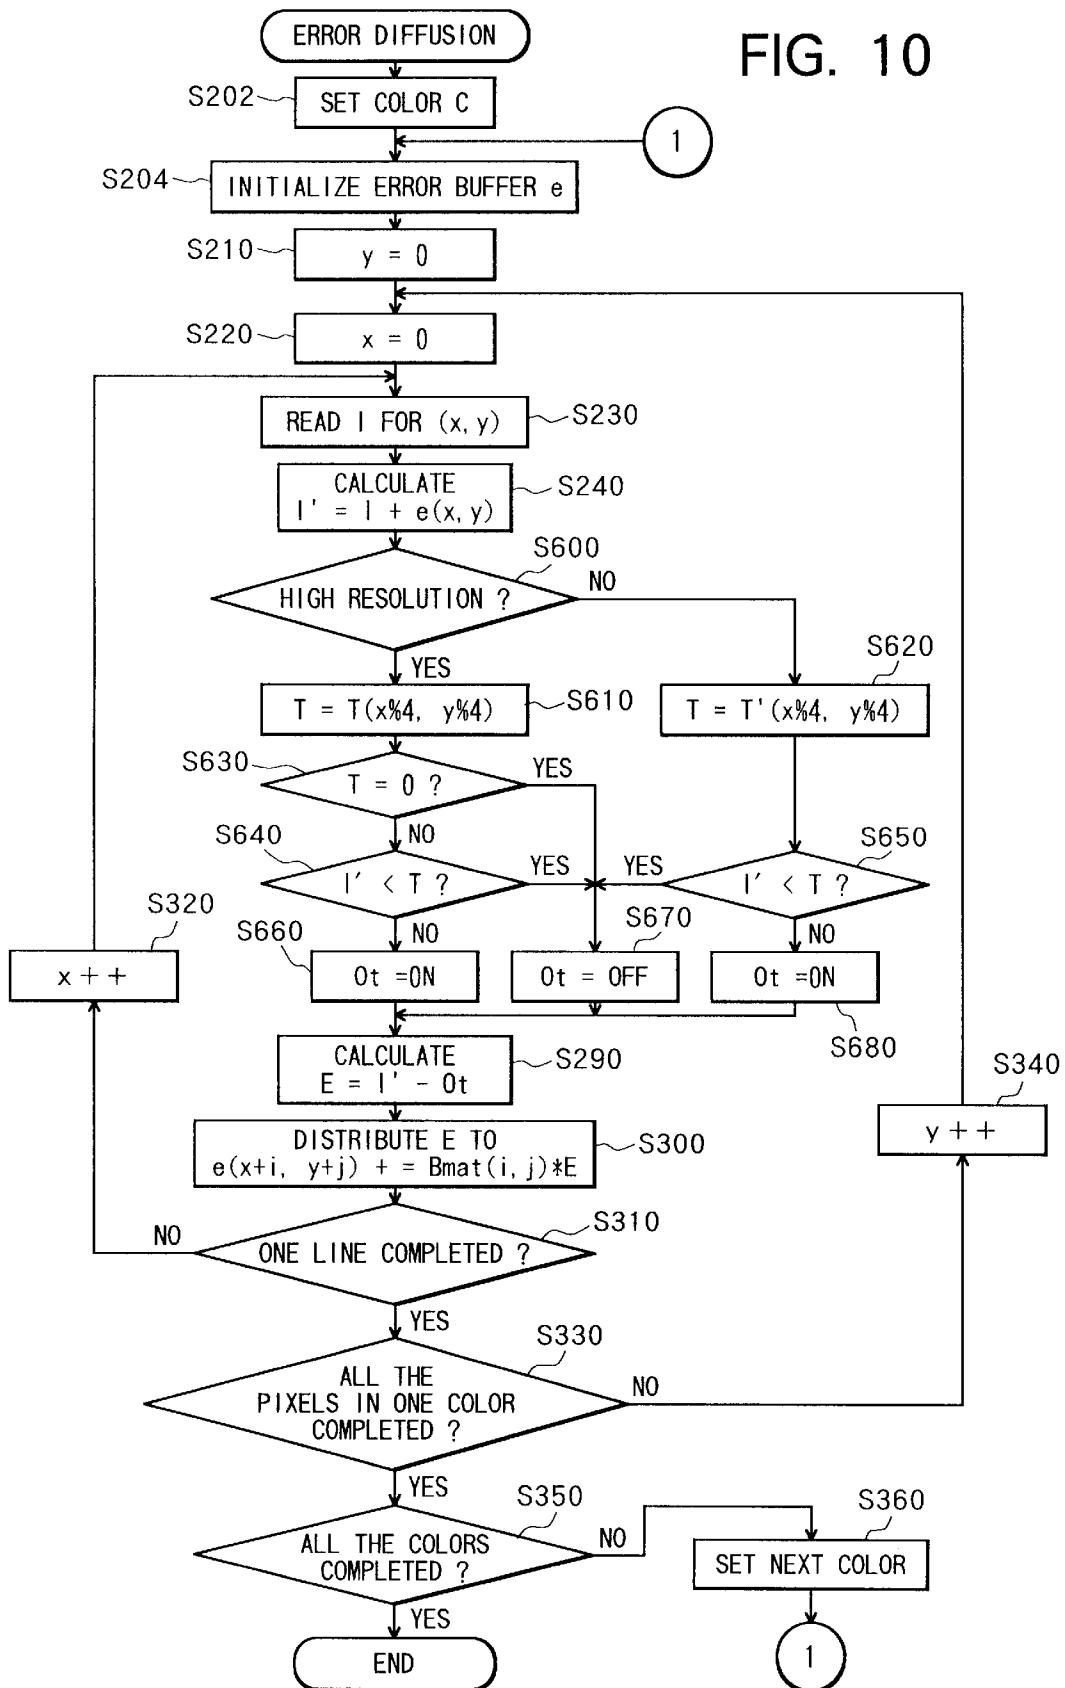 ERROR DIFFUSION
FIG. 10
S202
SET COLOR C
1
S204
INITIALIZE ERROR BUFFER e
S210
y = 0
S220
x = 0
READ I FOR (x, y)
S230
CALCULATE
I' = I + e(x, y)
S240
S600
HIGH RESOLUTION ?
NO
YES
S620
T = T(x%4, y%4)
S610
T = T'(x%4, y%4)
S630
T = 0 ?
YES
NO
S640
I' < T ?
YES
YES
S650
I' < T ?
S320
x + +
S660
NO
Ot =ON
S670
Ot = OFF
NO
Ot =ON
S680
CALCULATE
E = I' - Ot
S290
S340
y + +
DISTRIBUTE E TO
e(x+i, y+j) + = Bmat(i, j)*E
S300
NO
S310
ONE LINE COMPLETED ?
YES
S330
ALL THE
PIXELS IN ONE COLOR
COMPLETED ?
NO
YES
S350
ALL THE COLORS
COMPLETED ?
NO
S360
SET NEXT COLOR
YES
END
1